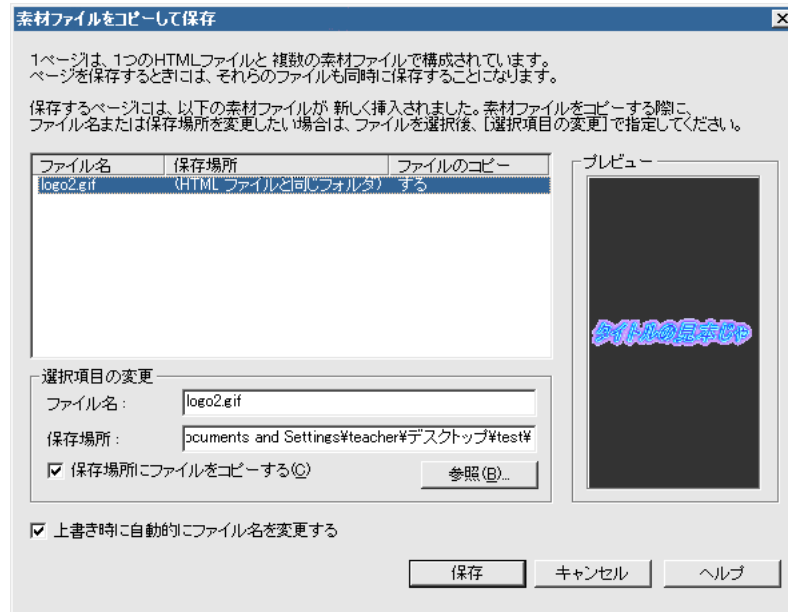 素材ファイルをコピーして保存
1ページは、1つのHTMLファイルと 複数の素材ファイルで構成されています。
ページを保存するときには、それらのファイルも同時に保存することになります。
保存するページには、以下の素材ファイルが 新しく挿入されました。素材ファイルをコピーする際に、
ファイル名または保存場所を変更したい場合は、ファイルを選択後、[選択項目の変更]で指定してください。
ファイル名 保存場所 ファイルのコピー
logo2.gif (HTML ファイルと同じフォルダ) する
プレビュー
タイトルの見本じゃ
選択項目の変更
ファイル名: logo2.gif
保存場所: ocuments and Settings¥teacher¥デスクトップ¥test¥
保存場所にファイルをコピーする(C) 参照(B)...
上書き時に自動的にファイル名を変更する
保存 キャンセル ヘルプ